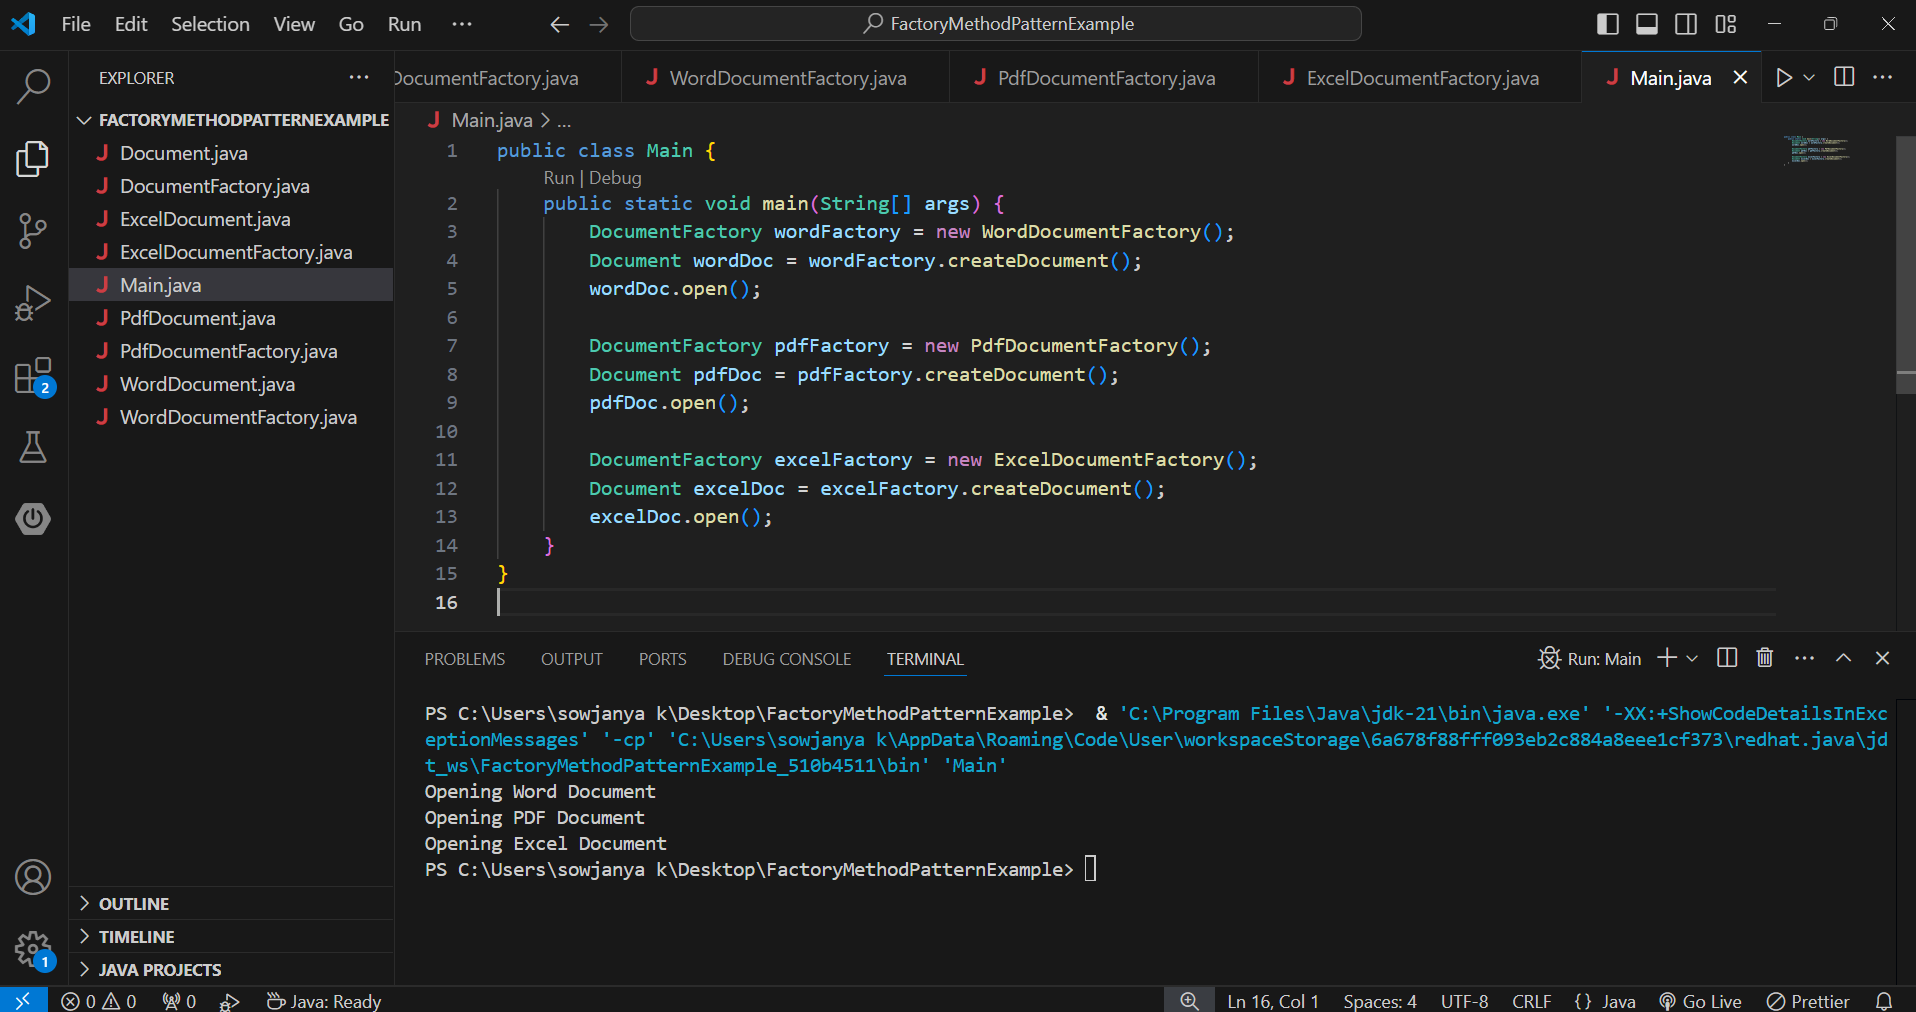 File Edit Selection View Go Run ··· FactoryMethodPatternExample
EXPLORER ···
DocumentFactory.java WordDocumentFactory.java PdfDocumentFactory.java ExcelDocumentFactory.java Main.java
FACTORYMETHODPATTERNEXAMPLE
Document.java
DocumentFactory.java
ExcelDocument.java
ExcelDocumentFactory.java
Main.java
PdfDocument.java
PdfDocumentFactory.java
WordDocument.java
WordDocumentFactory.java
2
OUTLINE
TIMELINE
JAVA PROJECTS
1
Main.java > ...
1 public class Main {
Run | Debug
2 public static void main(String[] args) {
3 DocumentFactory wordFactory = new WordDocumentFactory();
4 Document wordDoc = wordFactory.createDocument();
5 wordDoc.open();
6
7 DocumentFactory pdfFactory = new PdfDocumentFactory();
8 Document pdfDoc = pdfFactory.createDocument();
9 pdfDoc.open();
10
11 DocumentFactory excelFactory = new ExcelDocumentFactory();
12 Document excelDoc = excelFactory.createDocument();
13 excelDoc.open();
14 }
15 }
16
PROBLEMS OUTPUT PORTS DEBUG CONSOLE TERMINAL Run: Main
PS C:\Users\sowjanya k\Desktop\FactoryMethodPatternExample> & 'C:\Program Files\Java\jdk-21\bin\java.exe' '-XX:+ShowCodeDetailsInExc
eptionMessages' '-cp' 'C:\Users\sowjanya k\AppData\Roaming\Code\User\workspaceStorage\6a678f88fff093eb2c884a8eee1cf373\redhat.java\jd
t_ws\FactoryMethodPatternExample_510b4511\bin' 'Main'
Opening Word Document
Opening PDF Document
Opening Excel Document
PS C:\Users\sowjanya k\Desktop\FactoryMethodPatternExample>
0 0 0 Java: Ready Ln 16, Col 1 Spaces: 4 UTF-8 CRLF {} Java Go Live Prettier